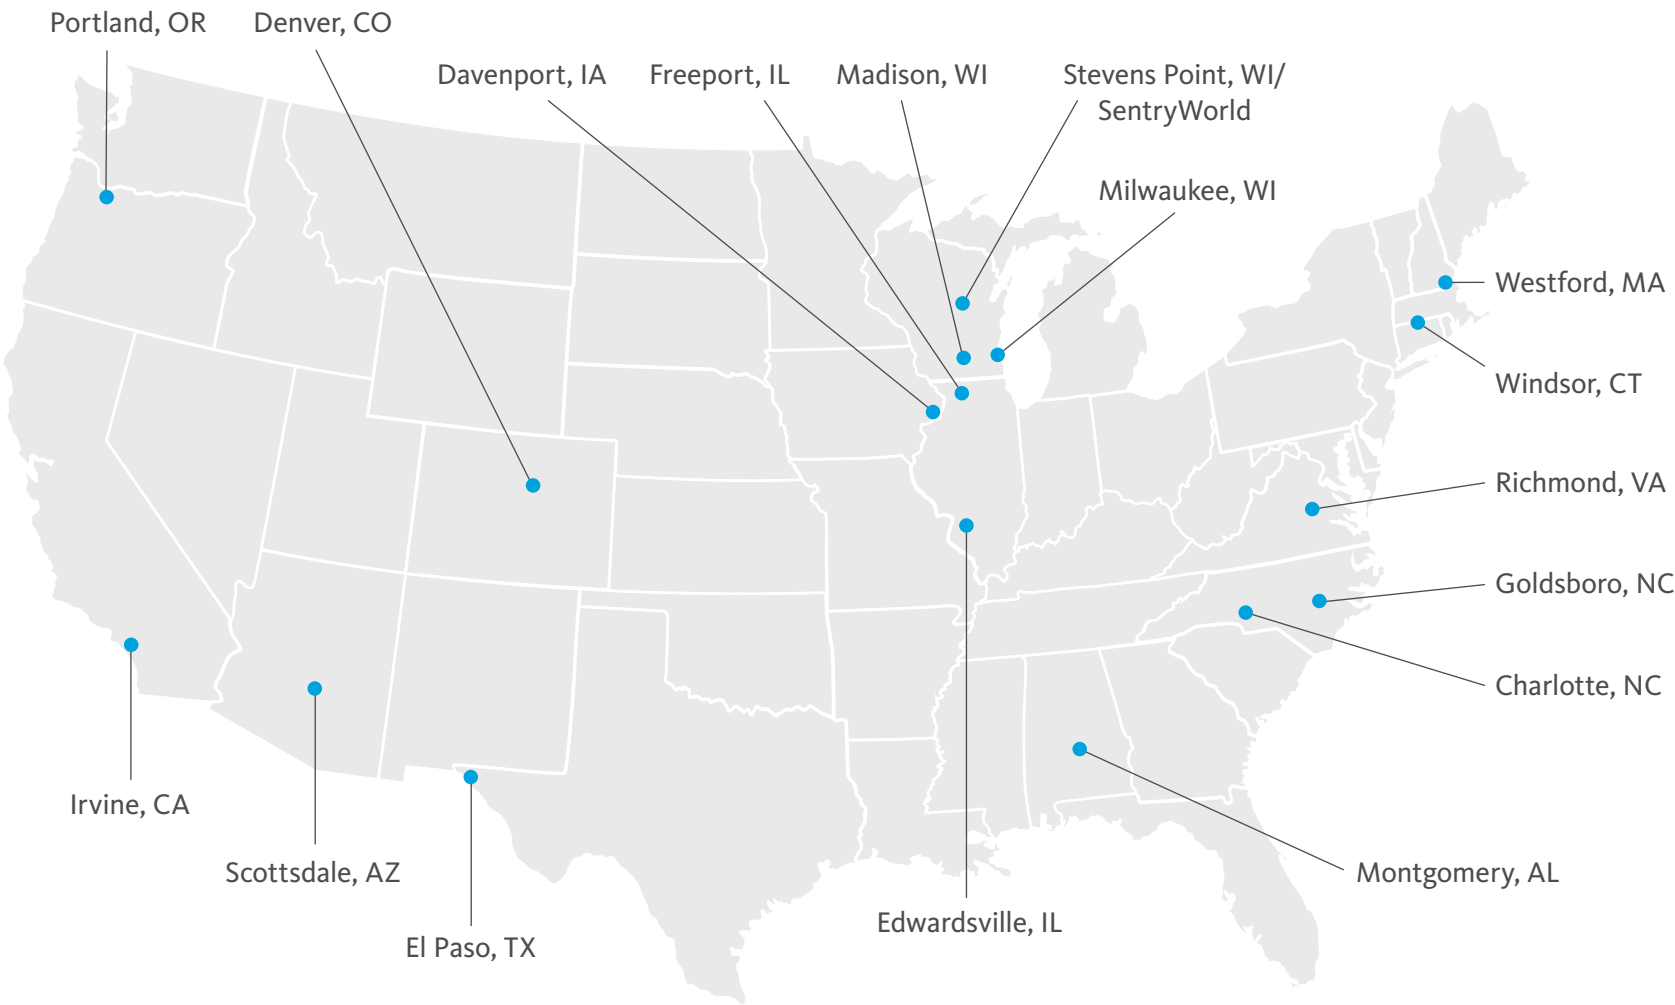 Portland, OR
Denver, CO
Davenport, IA
Freeport, IL
Madison, WI
Stevens Point, WI/
SentryWorld
Milwaukee, WI
Westford, MA
Windsor, CT
Richmond, VA
Goldsboro, NC
Charlotte, NC
Irvine, CA
Scottsdale, AZ
Montgomery, AL
Edwardsville, IL
El Paso, TX